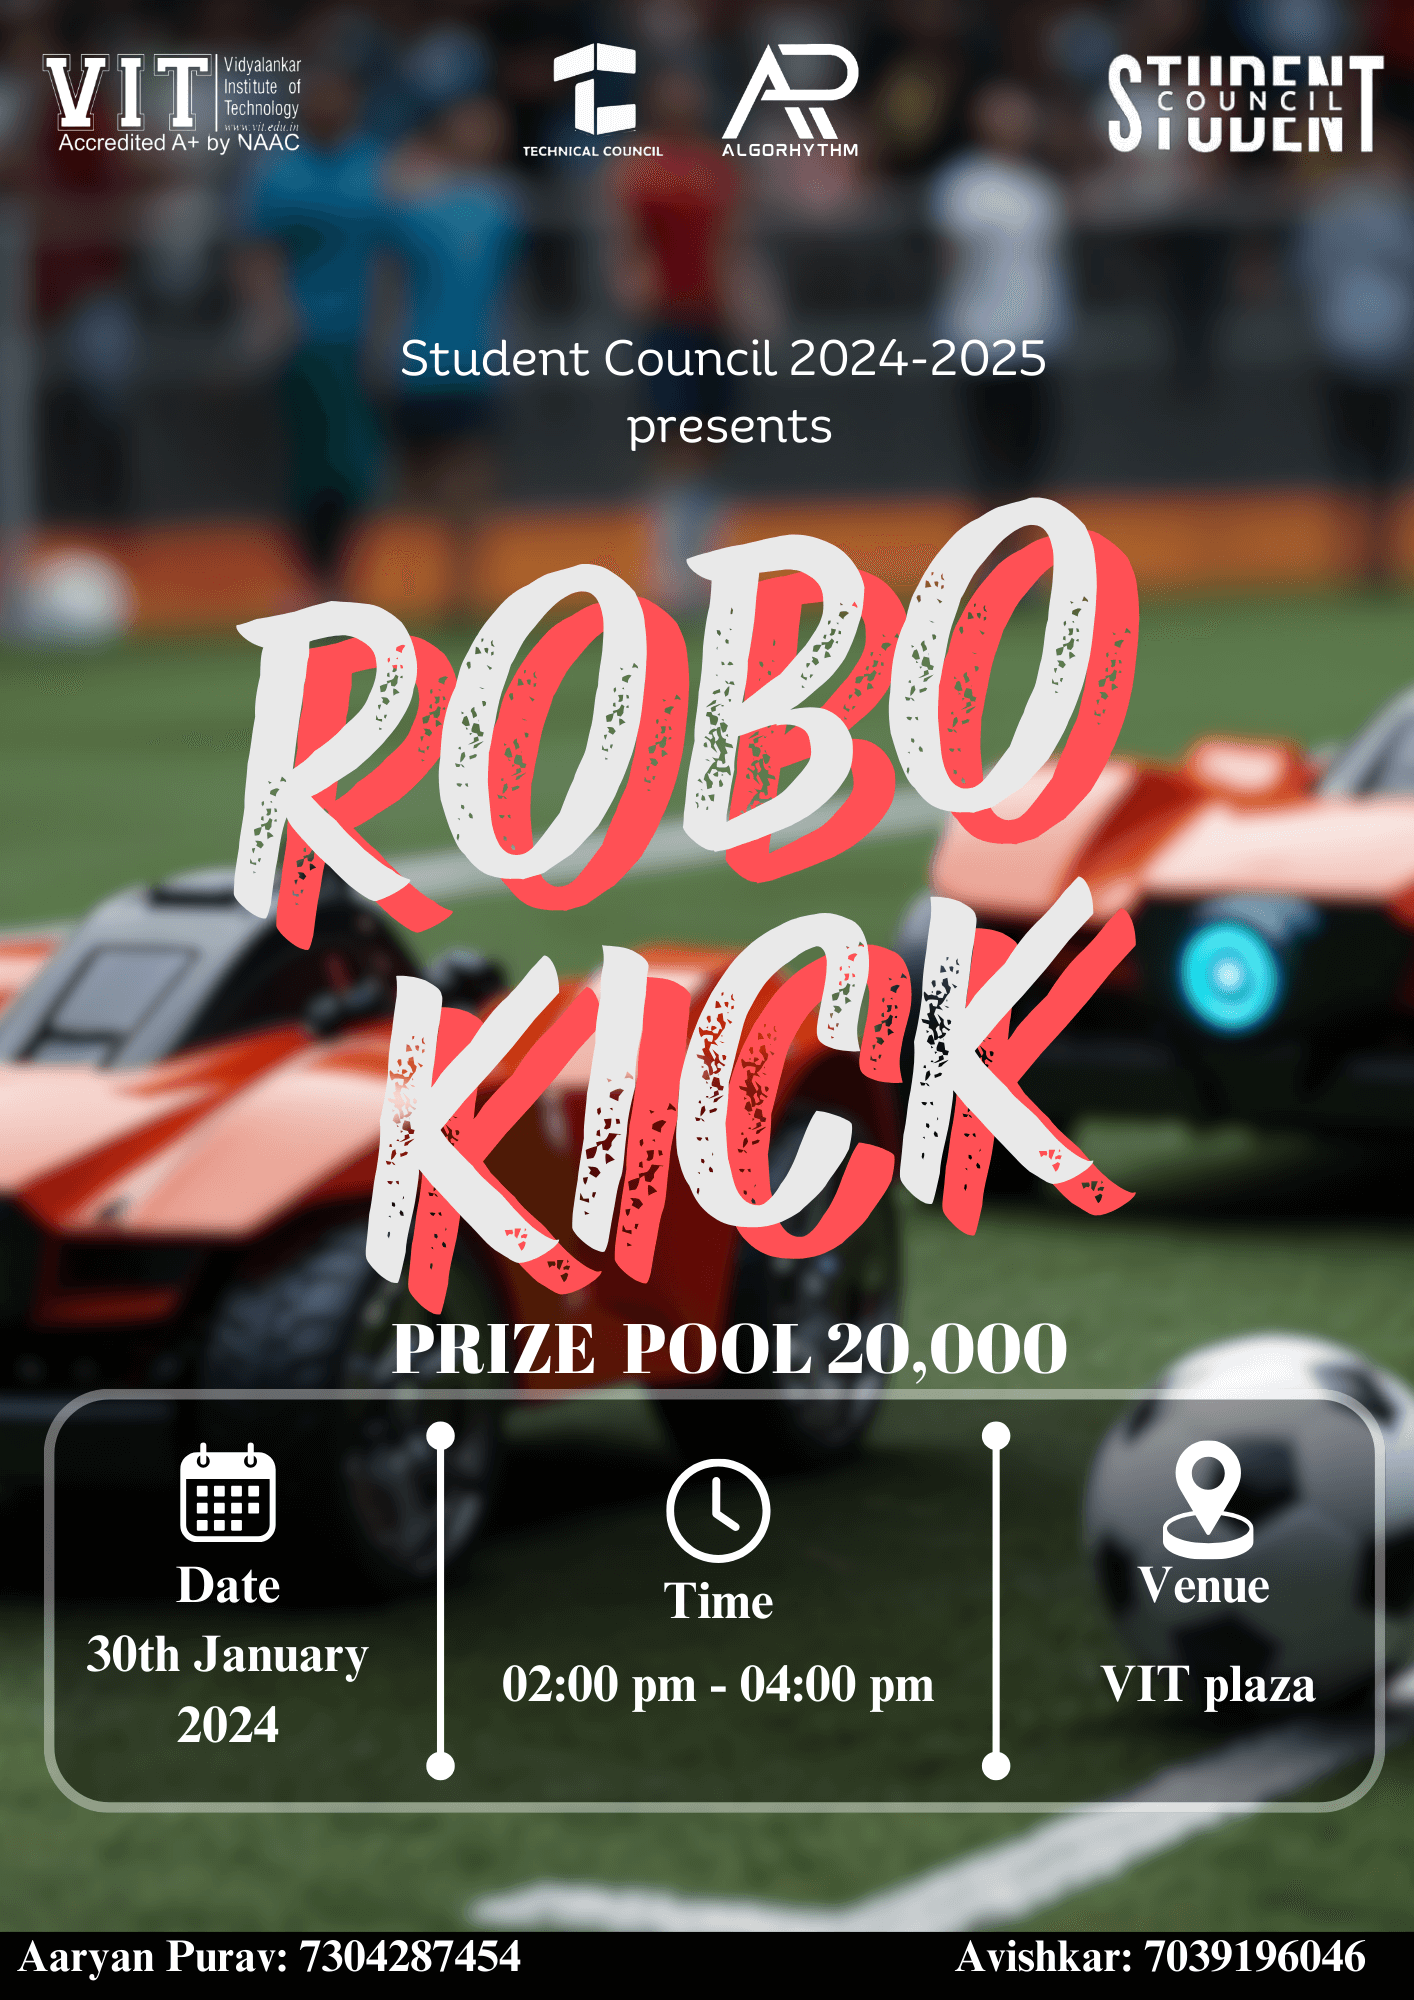 VIT
Vidyalankar
Institute of
Technology
www.vit.edu.in
Accredited A+ by NAAC
TECHNICAL COUNCIL
ALGORHYTHM
STUDENT
COUNCIL
STUDENT
Student Council 2024-2025
presents
ROBO
KICK
PRIZE POOL 20,000
Date
30th January
2024
Time
02:00 pm - 04:00 pm
Venue
VIT plaza
Aaryan Purav: 7304287454
Avishkar: 7039196046